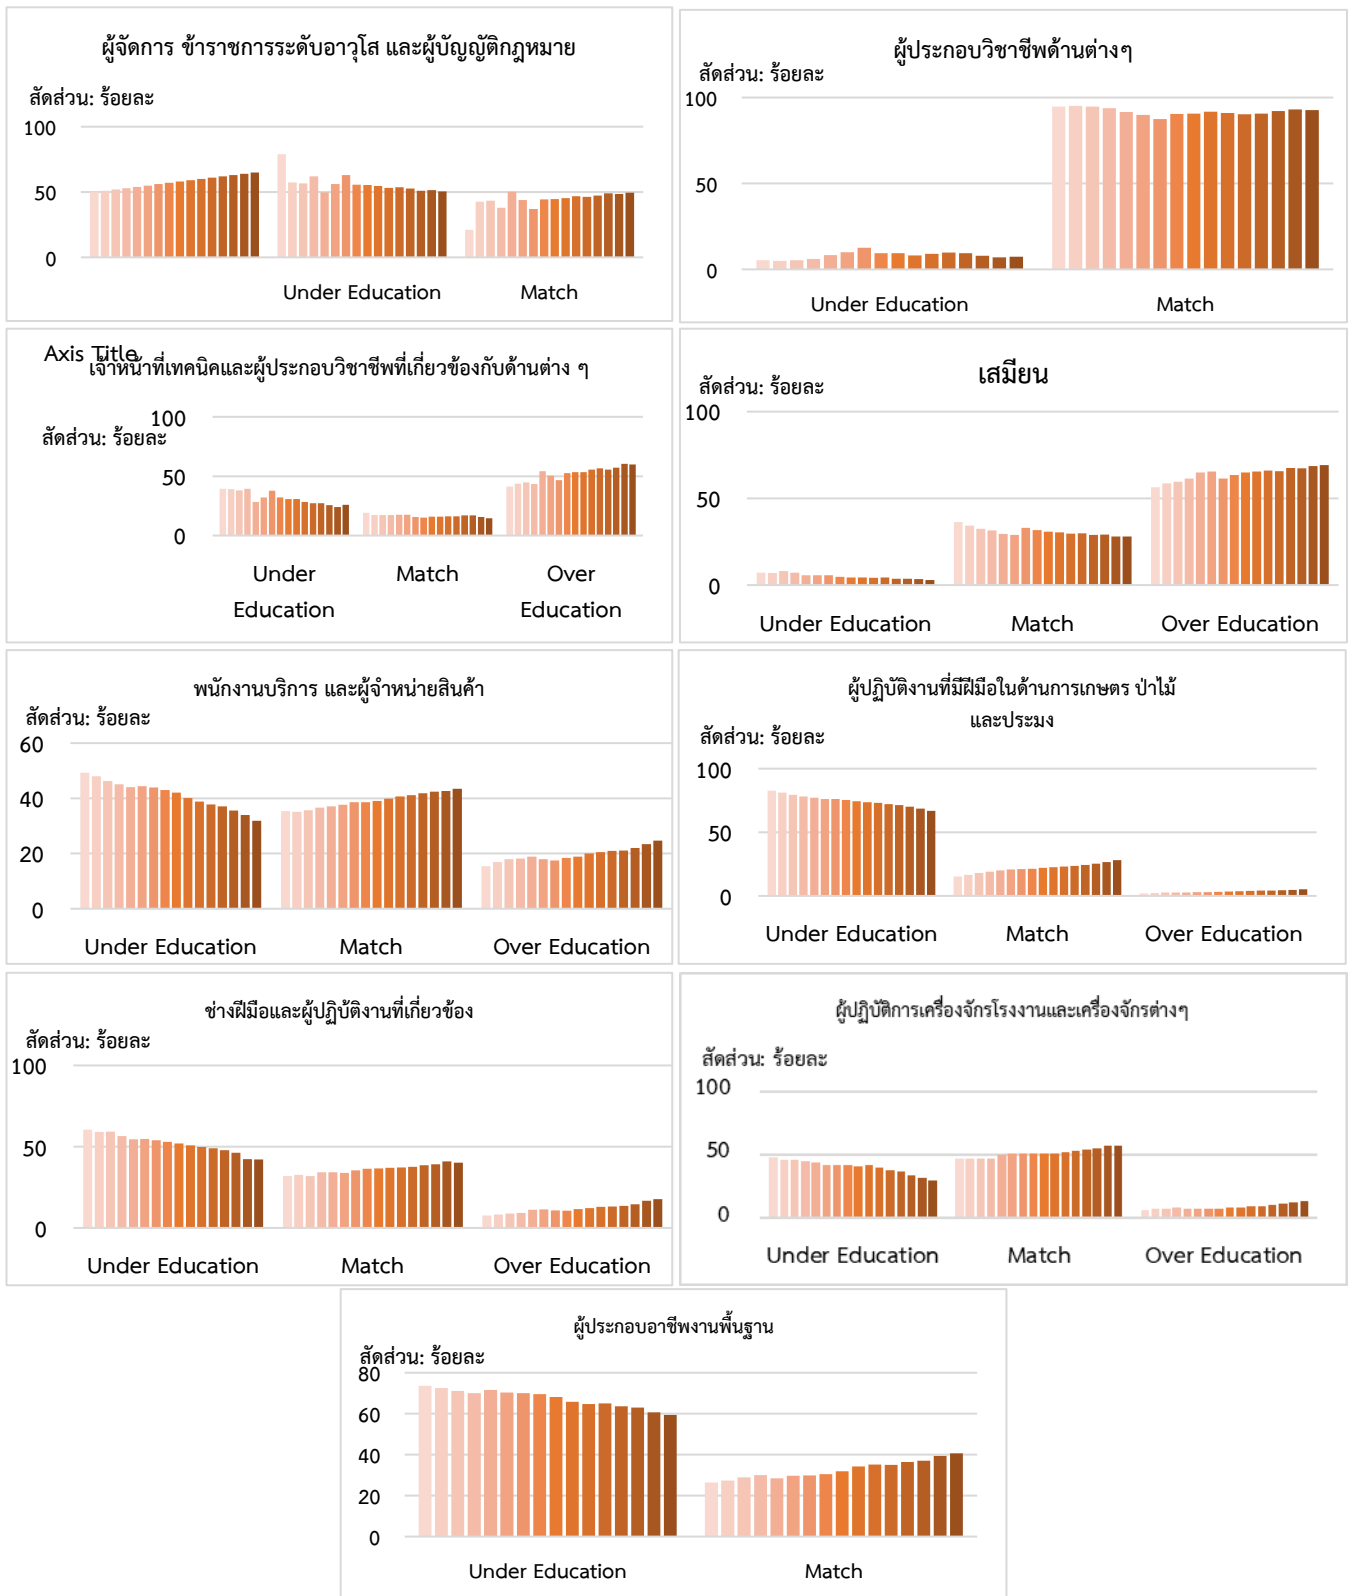 ผู้จัดการ ข้าราชการระดับอาวุโส และผู้บัญญัติกฎหมาย
สัดส่วน: ร้อยละ
100
50
0
Under Education Match
ผู้ประกอบวิชาชีพด้านต่างๆ
สัดส่วน: ร้อยละ
100
50
0
Under Education Match
Axis Title
เจ้าหน้าที่เทคนิคและผู้ประกอบวิชาชีพที่เกี่ยวข้องกับด้านต่าง ๆ
สัดส่วน: ร้อยละ
100
50
0
Under Education Match Over Education
เสมียน
สัดส่วน: ร้อยละ
100
50
0
Under Education Match Over Education
พนักงานบริการ และผู้จำหน่ายสินค้า
สัดส่วน: ร้อยละ
60
40
20
0
Under Education Match Over Education
ผู้ปฏิบัติงานที่มีฝีมือในด้านการเกษตร ป่าไม้
และประมง
สัดส่วน: ร้อยละ
100
50
0
Under Education Match Over Education
ช่างฝีมือและผู้ปฏิบัติงานที่เกี่ยวข้อง
สัดส่วน: ร้อยละ
100
50
0
Under Education Match Over Education
ผู้ปฏิบัติการเครื่องจักรโรงงานและเครื่องจักรต่างๆ
สัดส่วน: ร้อยละ
100
50
0
Under Education Match Over Education
ผู้ประกอบอาชีพงานพื้นฐาน
สัดส่วน: ร้อยละ
80
60
40
20
0
Under Education Match